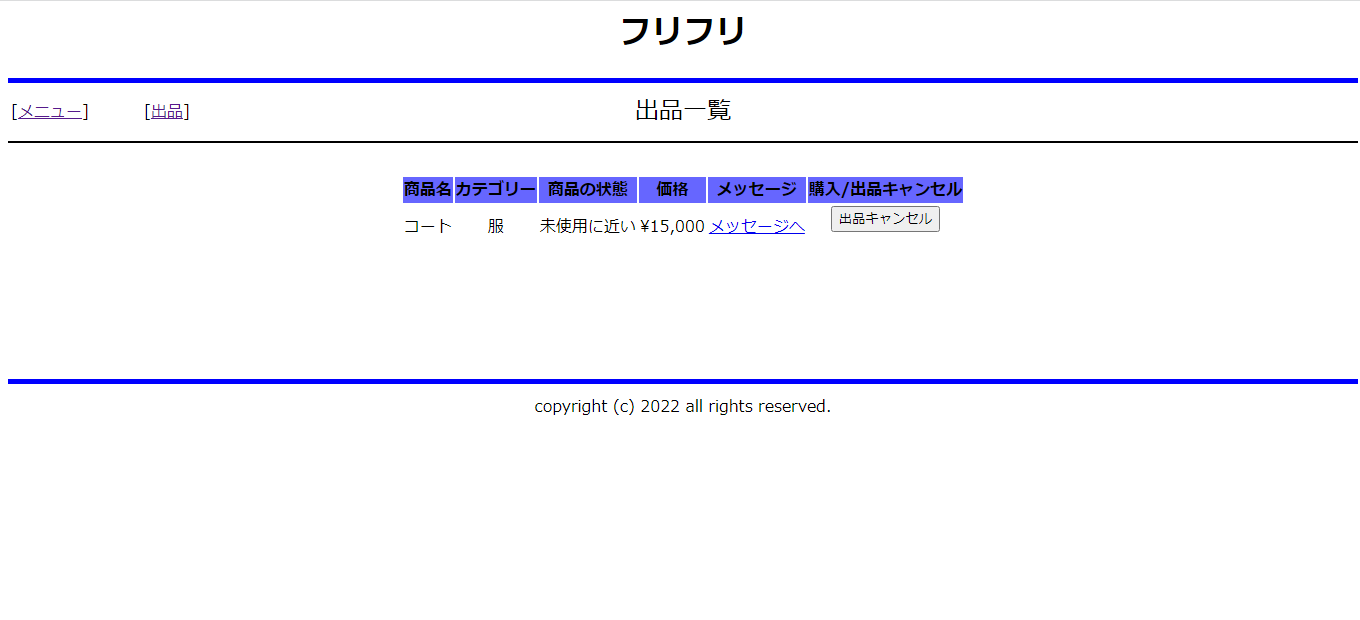 フリフリ
[メニュー] [出品] 出品一覧
商品名 カテゴリー 商品の状態 価格 メッセージ 購入/出品キャンセル
コート 服 未使用に近い ¥15,000 メッセージへ 出品キャンセル
copyright (c) 2022 all rights reserved.